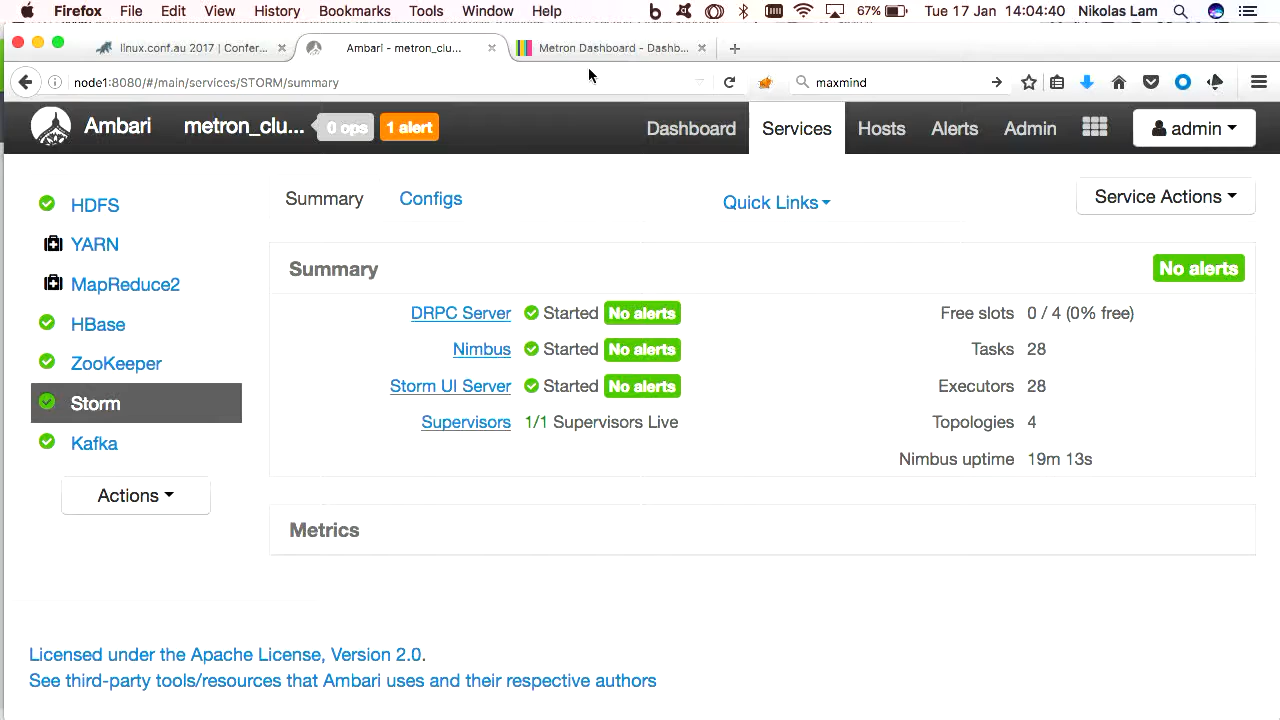 Firefox File Edit View History Bookmarks Tools Window Help 67% Tue 17 Jan 14:04:40 Nikolas Lam
linux.conf.au 2017 | Confer... Ambari - metron_clu... Metron Dashboard - Dashb...
node1:8080/#/main/services/STORM/summary maxmind
Ambari metron_clu... 0 ops 1 alert Dashboard Services Hosts Alerts Admin admin
HDFS
YARN
MapReduce2
HBase
ZooKeeper
Storm
Kafka
Actions
Summary Configs Quick Links Service Actions
Summary No alerts
DRPC Server Started No alerts Free slots 0 / 4 (0% free)
Nimbus Started No alerts Tasks 28
Storm UI Server Started No alerts Executors 28
Supervisors 1/1 Supervisors Live Topologies 4
Nimbus uptime 19m 13s
Metrics
Licensed under the Apache License, Version 2.0.
See third-party tools/resources that Ambari uses and their respective authors